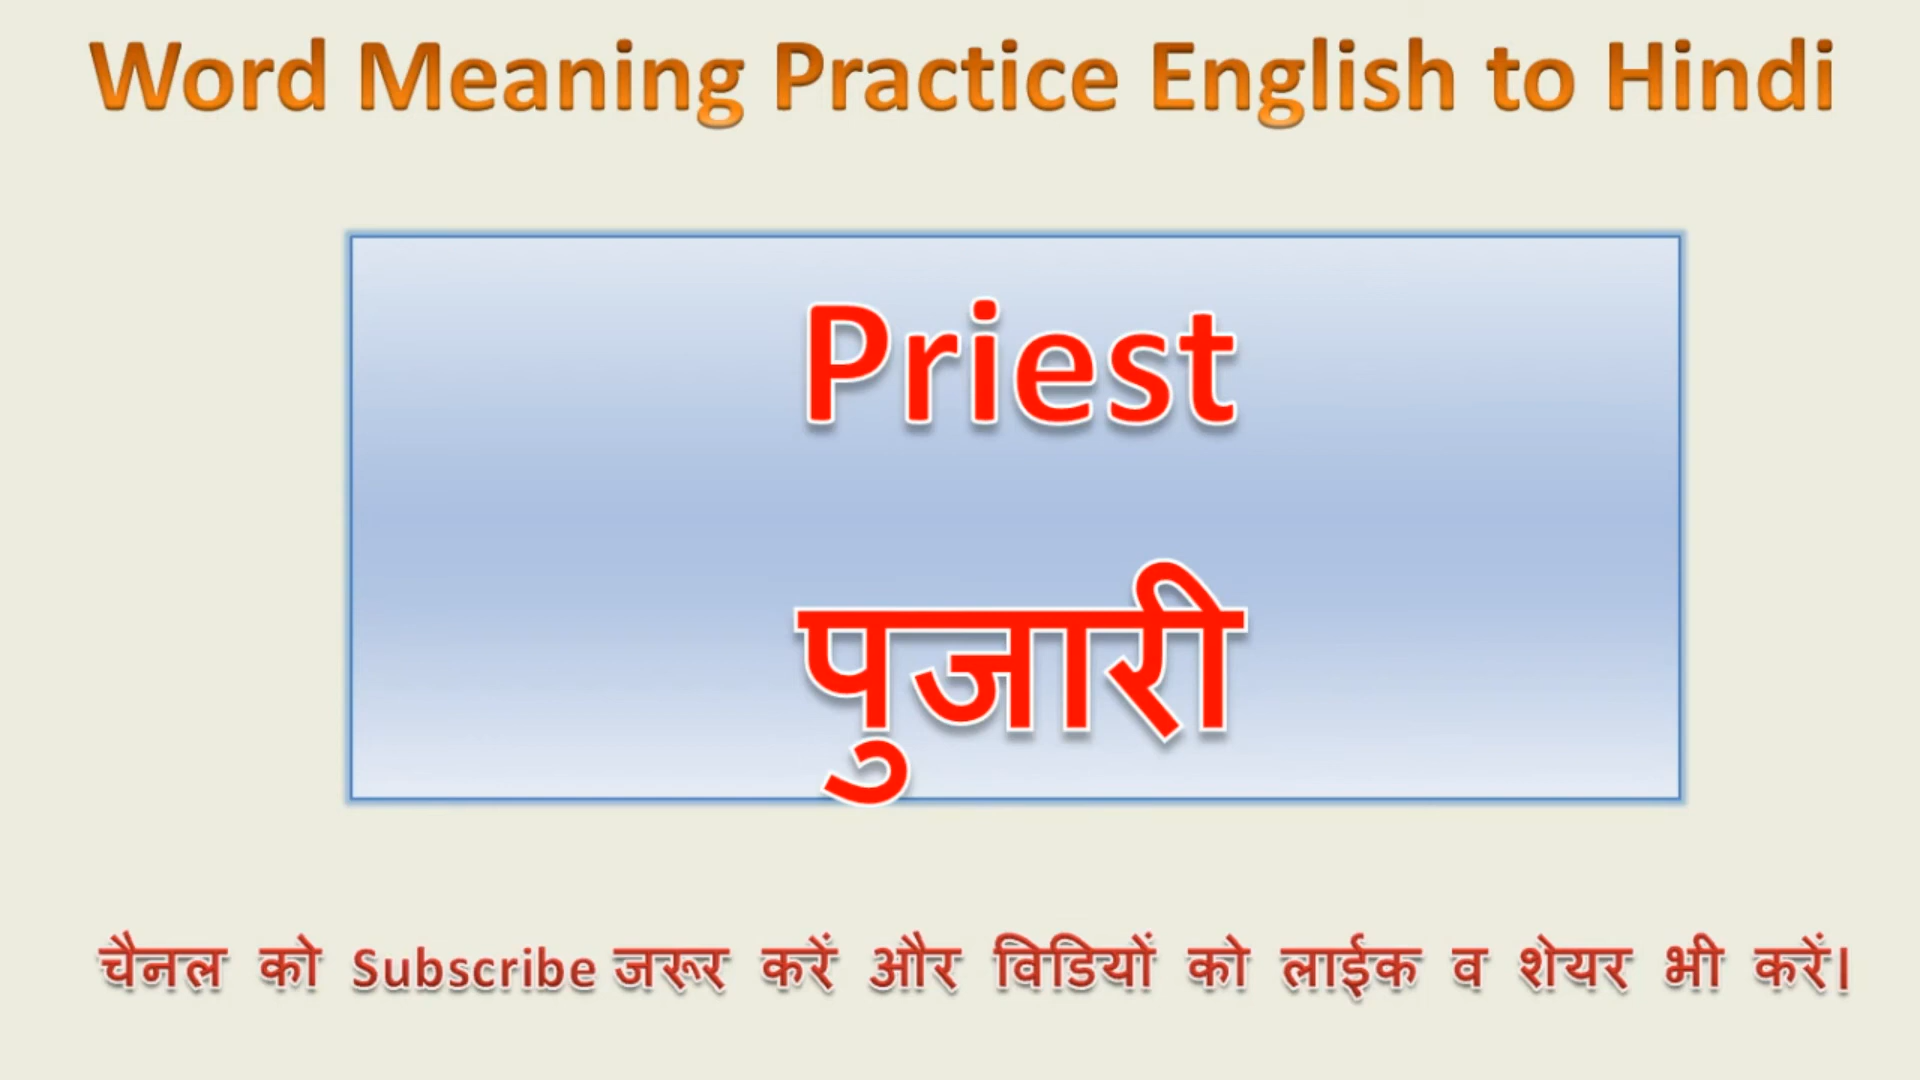 Word Meaning Practice English to Hindi
Priest
पुजारी
चैनल को Subscribe जरूर करें और विडियों को लाईक व शेयर भी करें।